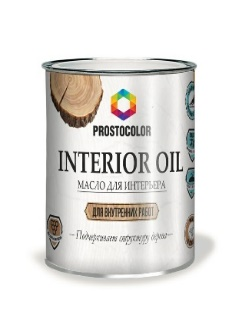 PROSTOCOLOR
INTERIOR OIL
МАСЛО ДЛЯ ИНТЕРЬЕРА
ДЛЯ ВНУТРЕННИХ РАБОТ
Подчеркивает структуру дерева